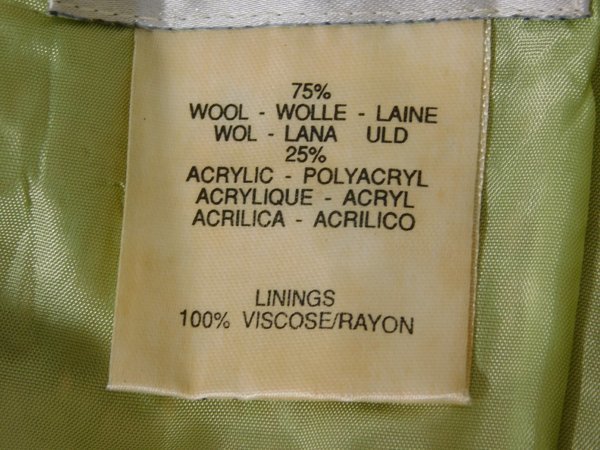 75%
WOOL - WOLLE - LAINE
WOL - LANA ULD
25%
ACRYLIC - POLYACRYL
ACRYLIQUE - ACRYL
ACRILICA - ACRILICO
LININGS
100% VISCOSE/RAYON